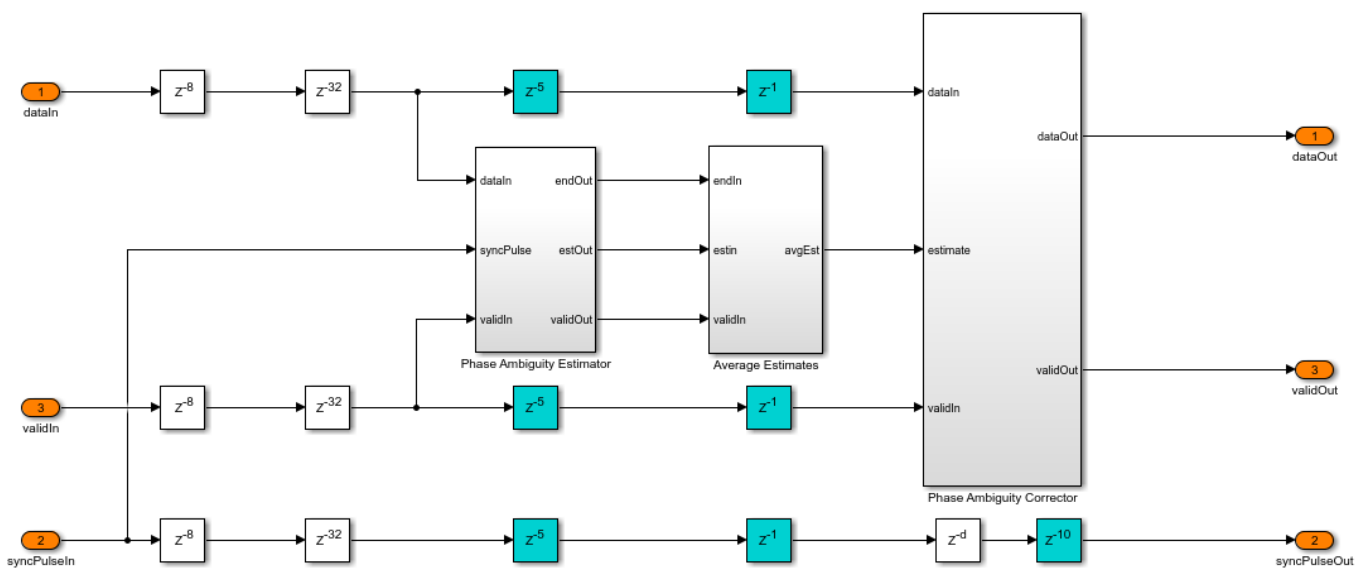 1
dataIn
z-8
z-32
z-5
z-1
dataIn
dataOut
1
dataOut
dataIn
endOut
endIn
syncPulse
estOut
estin
avgEst
estimate
validIn
validOut
validIn
Phase Ambiguity Estimator
Average Estimates
validOut
3
validOut
3
validIn
z-8
z-32
z-5
z-1
validIn
Phase Ambiguity Corrector
2
syncPulseIn
z-8
z-32
z-5
z-1
z-d
z-10
2
syncPulseOut